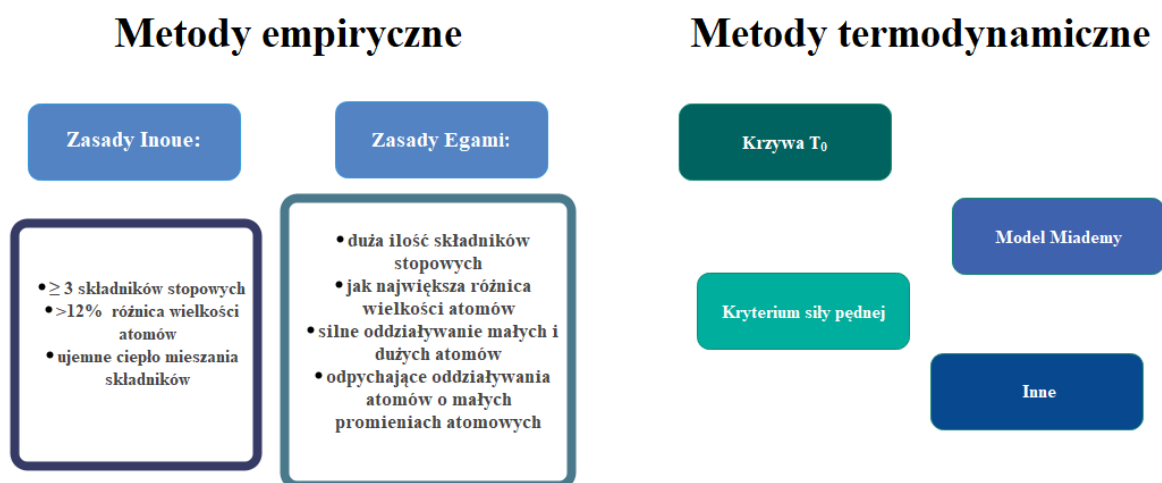 Metody empiryczne
Metody termodynamiczne
Zasady Inoue:
• ≥ 3 składników stopowych
• >12% różnica wielkości
atomów
• ujemne ciepło mieszania
składników
Zasady Egami:
• duża ilość składników
stopowych
• jak największa różnica
wielkości atomów
• silne oddziaływanie małych i
dużych atomów
• odpychające oddziaływania
atomów o małych
promieniach atomowych
Krzywa T₀
Model Miademy
Kryterium siły pędnej
Inne